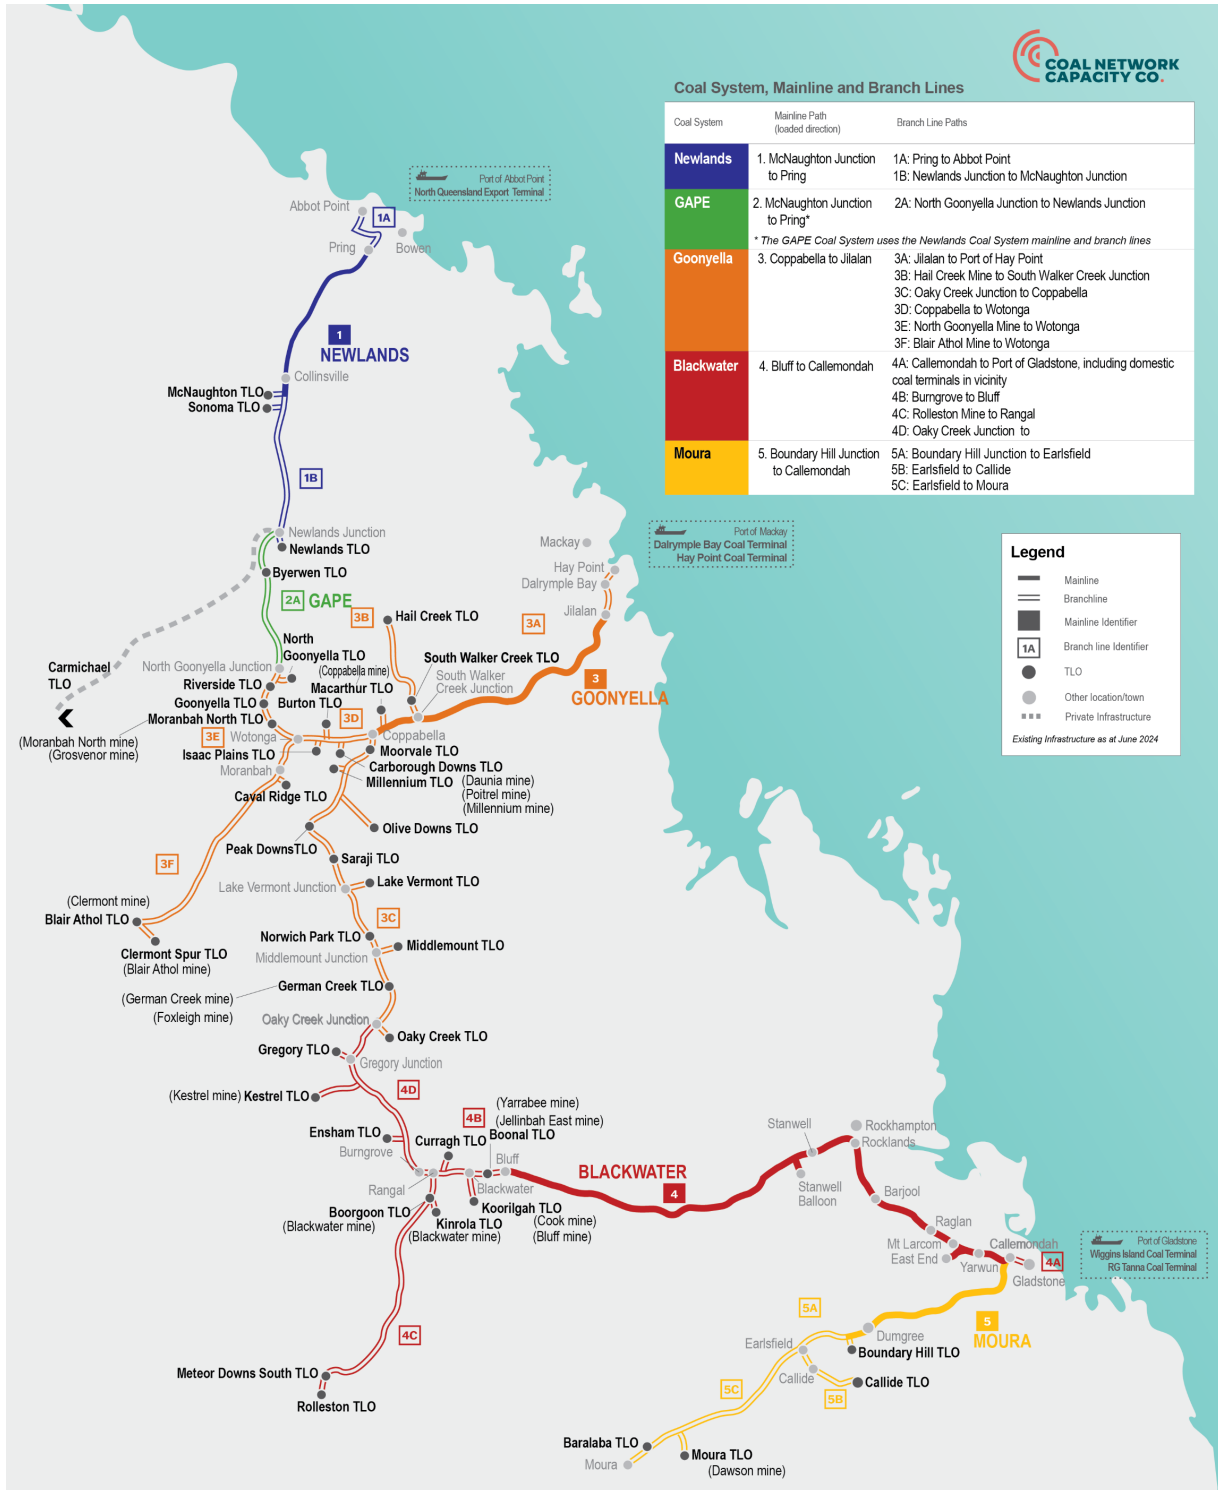 COAL NETWORK
CAPACITY CO.
Coal System, Mainline and Branch Lines
Coal System
Mainline Path
(loaded direction)
Branch Line Paths
Newlands
1. McNaughton Junction
to Pring
1A: Pring to Abbot Point
1B: Newlands Junction to McNaughton Junction
GAPE
2. McNaughton Junction
to Pring*
2A: North Goonyella Junction to Newlands Junction
* The GAPE Coal System uses the Newlands Coal System mainline and branch lines
Goonyella
3. Coppabella to Jilalan
3A: Jilalan to Port of Hay Point
3B: Hail Creek Mine to South Walker Creek Junction
3C: Oaky Creek Junction to Coppabella
3D: Coppabella to Wotonga
3E: North Goonyella Mine to Wotonga
3F: Blair Athol Mine to Wotonga
Blackwater
4. Bluff to Callemondah
4A: Callemondah to Port of Gladstone, including domestic
coal terminals in vicinity
4B: Burngrove to Bluff
4C: Rolleston Mine to Rangal
4D: Oaky Creek Junction to
Moura
5. Boundary Hill Junction
to Callemondah
5A: Boundary Hill Junction to Earlsfield
5B: Earlsfield to Callide
5C: Earlsfield to Moura
Port of Abbot Point
North Queensland Export Terminal
Abbot Point
1A
Pring
Bowen
1
NEWLANDS
Collinsville
McNaughton TLO
Sonoma TLO
1B
Newlands Junction
Newlands TLO
Byerwen TLO
2A
GAPE
Port of Mackay
Dalrymple Bay Coal Terminal
Hay Point Coal Terminal
Mackay
Hay Point
Dalrymple Bay
Jilalan
3A
3B
Hail Creek TLO
Legend
Mainline
Branchline
Mainline Identifier
1A
Branch line Identifier
TLO
Other location/town
Private Infrastructure
Existing Infrastructure as at June 2024
North
Goonyella TLO
North Goonyella Junction
(Coppabella mine)
South Walker Creek TLO
South Walker
Creek Junction
Carmichael
TLO
Riverside TLO
Macarthur TLO
Goonyella TLO
Burton TLO
3
GOONYELLA
Moranbah North TLO
3D
(Moranbah North mine)
(Grosvenor mine)
3E
Wotonga
Coppabella
Isaac Plains TLO
Moorvale TLO
Moranbah
Carborough Downs TLO
Millennium TLO
(Daunia mine)
(Poitrel mine)
(Millennium mine)
Caval Ridge TLO
Olive Downs TLO
Peak DownsTLO
3F
Saraji TLO
Lake Vermont Junction
Lake Vermont TLO
(Clermont mine)
Blair Athol TLO
3C
Clermont Spur TLO
(Blair Athol mine)
Norwich Park TLO
Middlemount TLO
Middlemount Junction
German Creek TLO
(German Creek mine)
(Foxleigh mine)
Oaky Creek Junction
Oaky Creek TLO
Gregory TLO
Gregory Junction
4D
(Kestrel mine)
Kestrel TLO
4B
(Yarrabee mine)
(Jellinbah East mine)
Ensham TLO
Curragh TLO
Boonal TLO
Burngrove
Bluff
Rangal
Blackwater
Boorgoon TLO
(Blackwater mine)
Kinrola TLO
(Blackwater mine)
Koorilgah TLO
(Cook mine)
(Bluff mine)
BLACKWATER
4
Stanwell
Rockhampton
Rocklands
Stanwell
Balloon
Barjool
Raglan
Mt Larcom
East End
Callemondah
Yarwun
4A
Gladstone
Port of Gladstone
Wiggins Island Coal Terminal
RG Tanna Coal Terminal
4C
5A
5
MOURA
Dumgree
Earlsfield
Boundary Hill TLO
Meteor Downs South TLO
Callide
Callide TLO
5C
5B
Rolleston TLO
Baralaba TLO
Moura
Moura TLO
(Dawson mine)